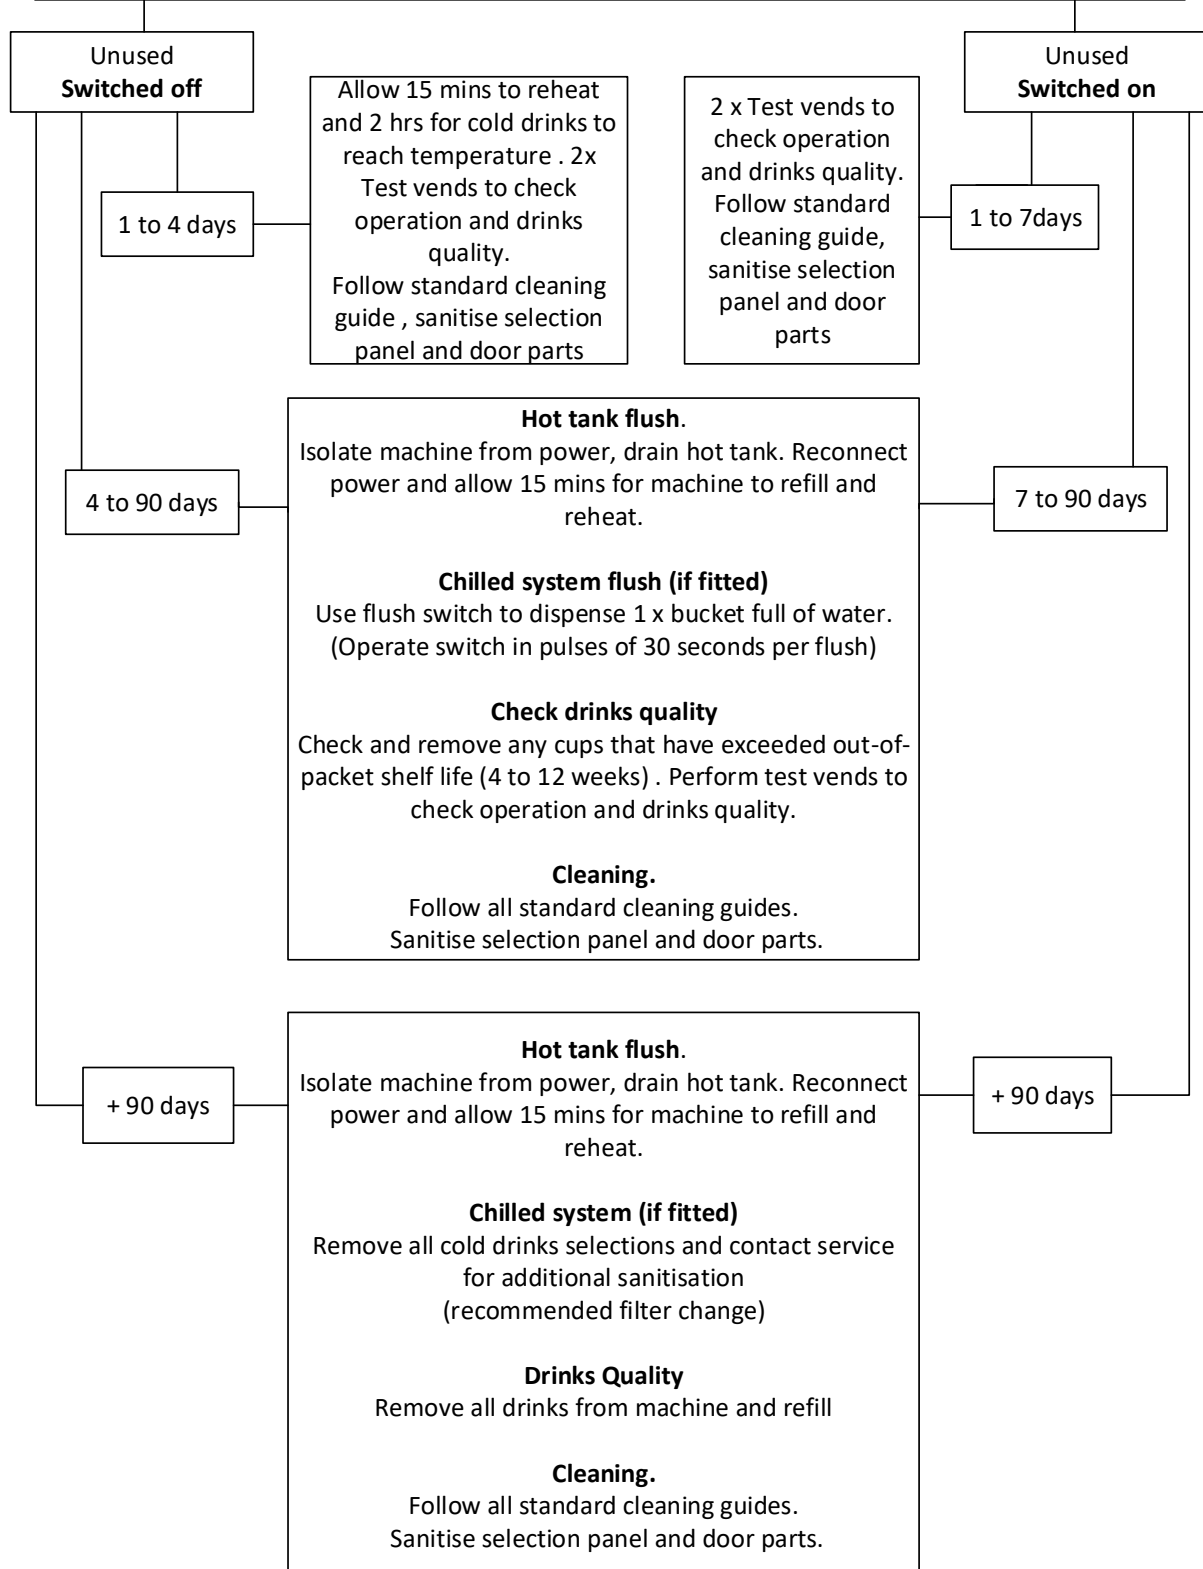 Unused
Switched off
Unused
Switched on
Allow 15 mins to reheat
and 2 hrs for cold drinks to
reach temperature . 2x
Test vends to check
operation and drinks
quality.
Follow standard cleaning
guide , sanitise selection
panel and door parts
2 x Test vends to
check operation
and drinks quality.
Follow standard
cleaning guide,
sanitise selection
panel and door
parts
1 to 4 days
1 to 7days
Hot tank flush.
Isolate machine from power, drain hot tank. Reconnect
power and allow 15 mins for machine to refill and
reheat.
Chilled system flush (if fitted)
Use flush switch to dispense 1 x bucket full of water.
(Operate switch in pulses of 30 seconds per flush)
Check drinks quality
Check and remove any cups that have exceeded out-of-
packet shelf life (4 to 12 weeks) . Perform test vends to
check operation and drinks quality.
Cleaning.
Follow all standard cleaning guides.
Sanitise selection panel and door parts.
4 to 90 days
7 to 90 days
Hot tank flush.
Isolate machine from power, drain hot tank. Reconnect
power and allow 15 mins for machine to refill and
reheat.
Chilled system (if fitted)
Remove all cold drinks selections and contact service
for additional sanitisation
(recommended filter change)
Drinks Quality
Remove all drinks from machine and refill
Cleaning.
Follow all standard cleaning guides.
Sanitise selection panel and door parts.
+ 90 days
+ 90 days